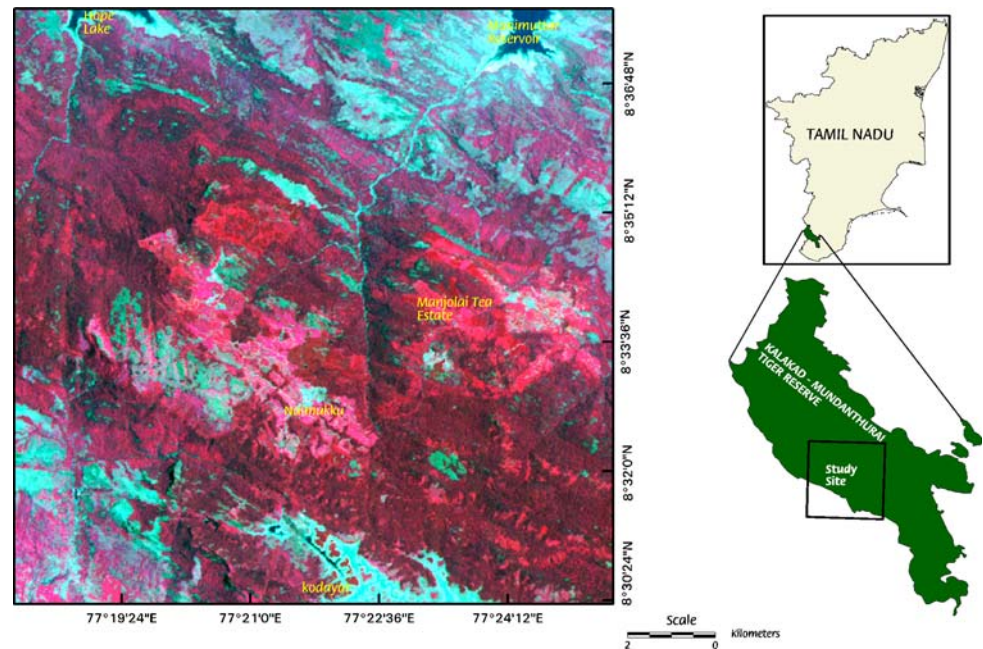 Hope
Lake
Manimuthar
Reservoir
Manjolai Tea
Estate
Nalmukku
kodayar
8°36'48"N
8°35'12"N
8°33'36"N
8°32'0"N
8°30'24"N
77°19'24"E
77°21'0"E
77°22'36"E
77°24'12"E
TAMIL NADU
KALAKAD - MUNDANTHURAI
TIGER RESERVE
Study
Site
Scale
2
0
Kilometers